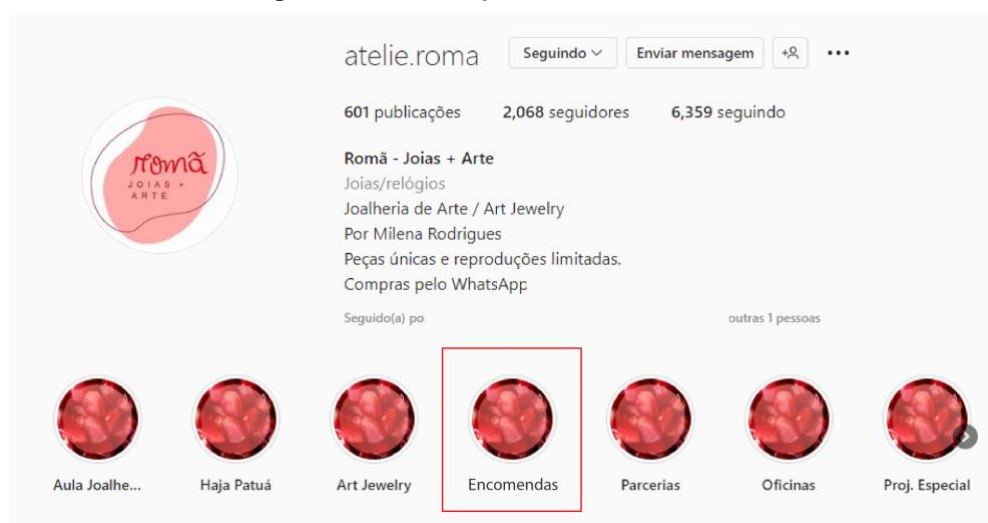 atelie.roma Seguindo Enviar mensagem
601 publicações 2,068 seguidores 6,359 seguindo
romã
JOIAS +
ARTE
Romã - Joias + Arte
Joias/relógios
Joalheria de Arte / Art Jewelry
Por Milena Rodrigues
Peças únicas e reproduções limitadas.
Compras pelo WhatsApp
Seguido(a) po outras 1 pessoas
Aula Joalhe... Haja Patuá Art Jewelry Encomendas Parcerias Oficinas Proj. Especial